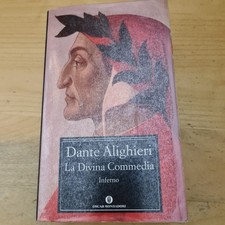 Dante Alighieri
La Divina Commedia
Inferno
OSCAR MONDADORI